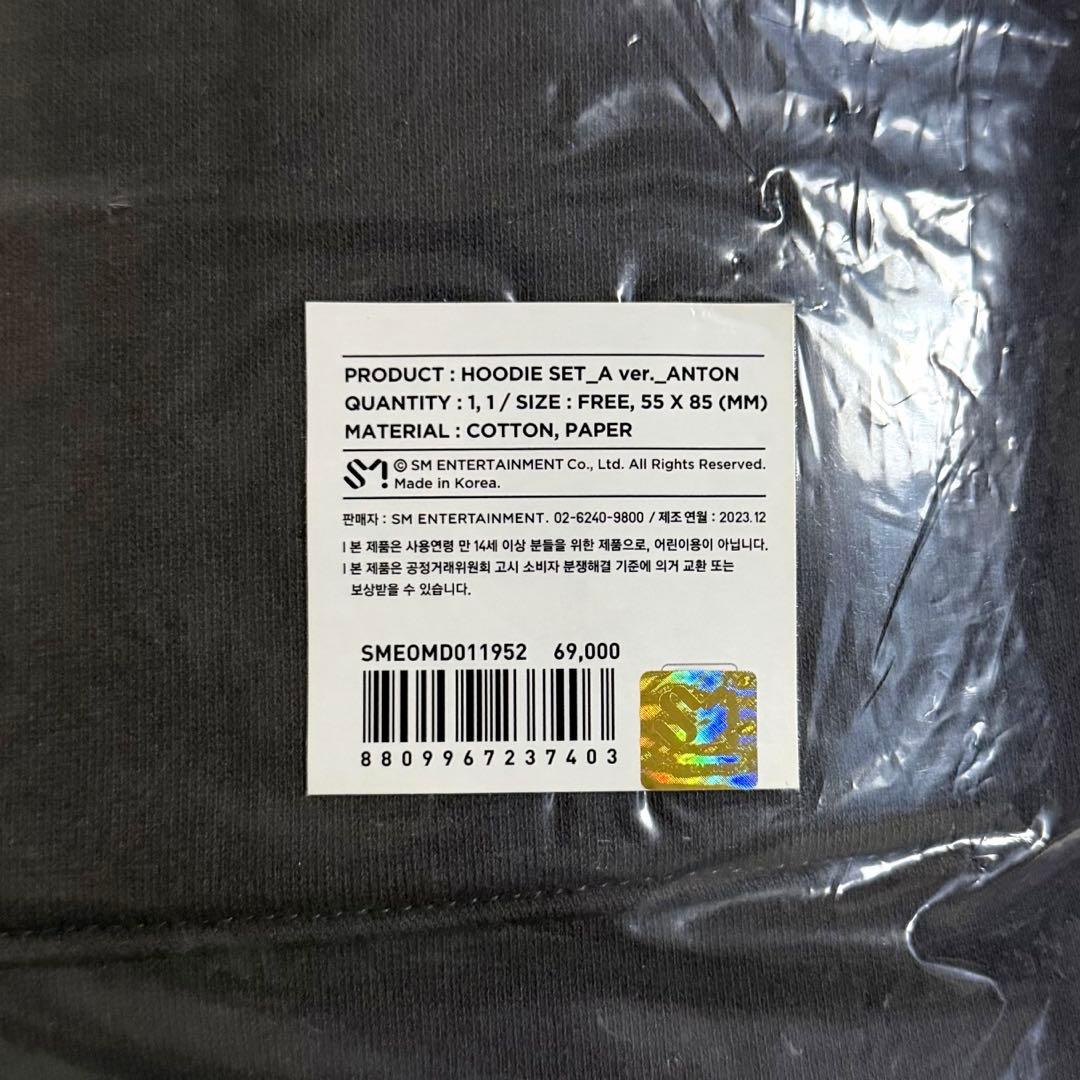 PRODUCT : HOODIE SET_A ver._ANTON
QUANTITY : 1, 1 / SIZE : FREE, 55 X 85 (MM)
MATERIAL : COTTON, PAPER
SM
© SM ENTERTAINMENT Co., Ltd. All Rights Reserved.
Made in Korea.
판매자 : SM ENTERTAINMENT. 02-6240-9800 / 제조연월 : 2023.12
l 본 제품은 사용연령 만 14세 이상 분들을 위한 제품으로, 어린이용이 아닙니다.
l 본 제품은 공정거래위원회 고시 소비자 분쟁해결 기준에 의거 교환 또는
보상받을 수 있습니다.
SMEOMD011952 69,000
8809967237403
SM